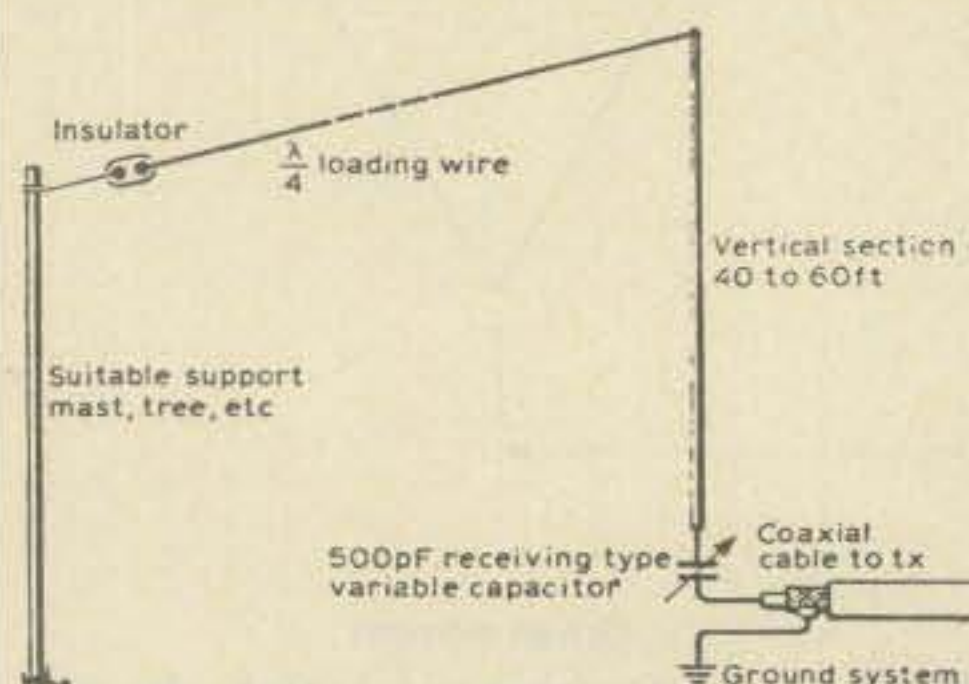 Insulator
λ/4 loading wire
Vertical section
40 to 60ft
Suitable support
mast, tree, etc
500pF receiving type
variable capacitor
Coaxial
cable to tx
Ground system